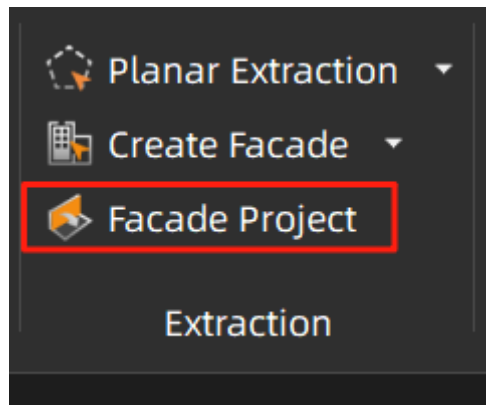 Planar Extraction
Create Facade
Facade Project
Extraction